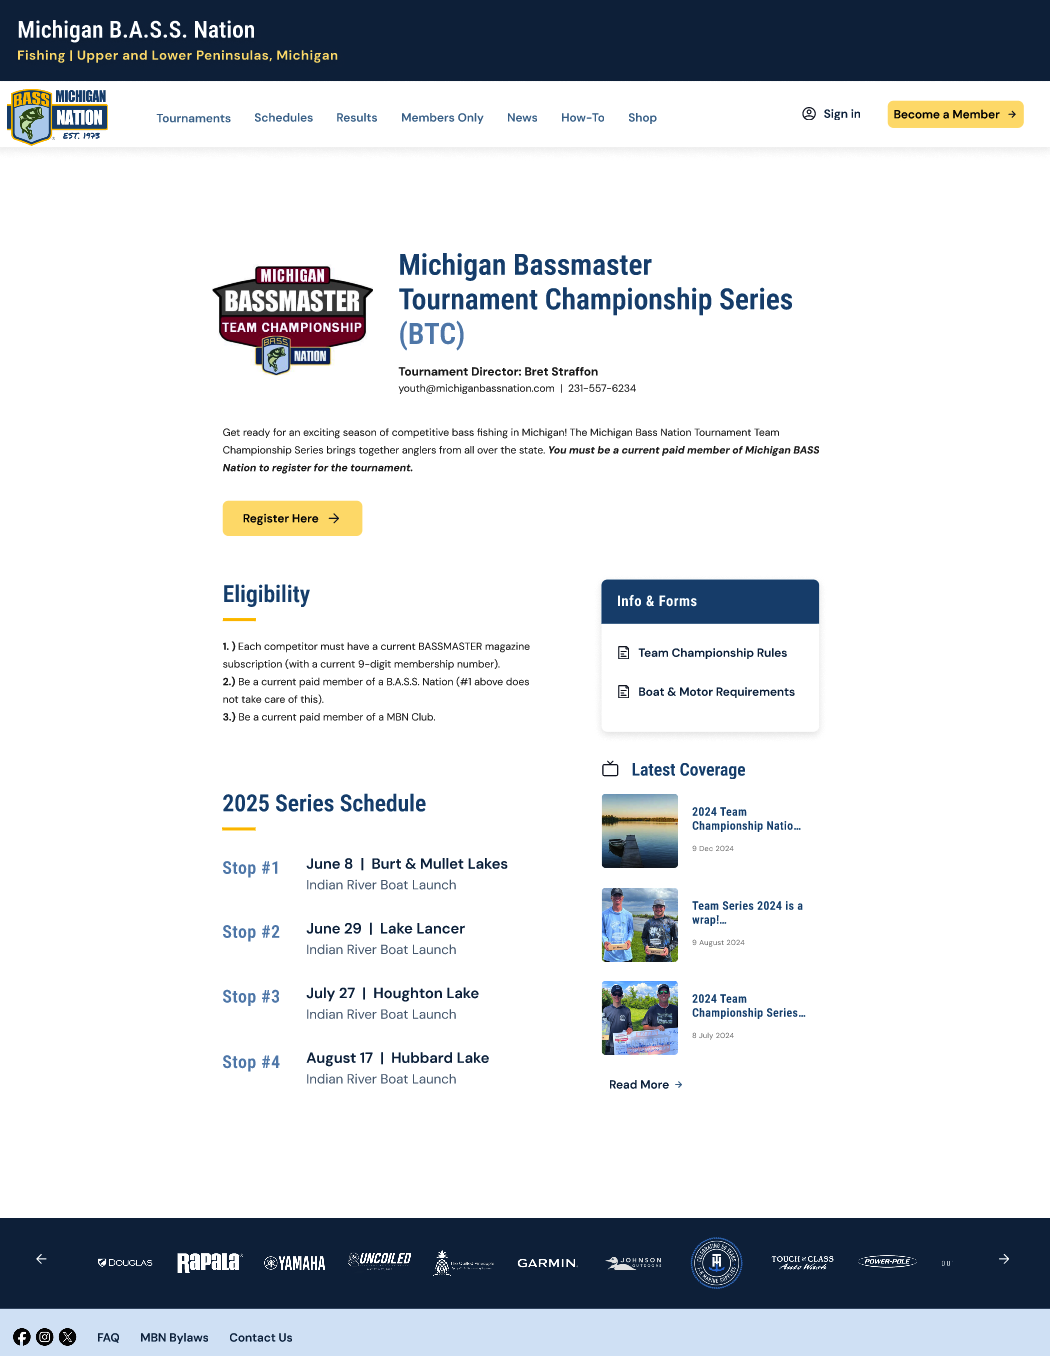 Michigan B.A.S.S. Nation
Fishing | Upper and Lower Peninsulas, Michigan
BASS MICHIGAN
NATION
EST. 1973
Tournaments Schedules Results Members Only News How-To Shop
Sign in
Become a Member
MICHIGAN
BASSMASTER
TEAM CHAMPIONSHIP
BASS
NATION
Michigan Bassmaster
Tournament Championship Series
(BTC)
Tournament Director: Bret Straffon
youth@michiganbassnation.com | 231-557-6234
Get ready for an exciting season of competitive bass fishing in Michigan! The Michigan Bass Nation Tournament Team
Championship Series brings together anglers from all over the state. You must be a current paid member of Michigan BASS
Nation to register for the tournament.
Register Here
Eligibility
1. ) Each competitor must have a current BASSMASTER magazine
subscription (with a current 9-digit membership number).
2.) Be a current paid member of a B.A.S.S. Nation (#1 above does
not take care of this).
3.) Be a current paid member of a MBN Club.
Info & Forms
Team Championship Rules
Boat & Motor Requirements
2025 Series Schedule
Stop #1
June 8 | Burt & Mullet Lakes
Indian River Boat Launch
Stop #2
June 29 | Lake Lancer
Indian River Boat Launch
Stop #3
July 27 | Houghton Lake
Indian River Boat Launch
Stop #4
August 17 | Hubbard Lake
Indian River Boat Launch
Latest Coverage
2024 Team
Championship Natio...
9 Dec 2024
Team Series 2024 is a
wrap!...
9 August 2024
2024 Team
Championship Series...
8 July 2024
Read More
DOUGLAS
Rapala
YAMAHA
UNCOILED
GARMIN
JOHNSON
OUTDOORS
TOUCH of CLASS
Auto Wash
POWER-POLE
DU
FAQ MBN Bylaws Contact Us